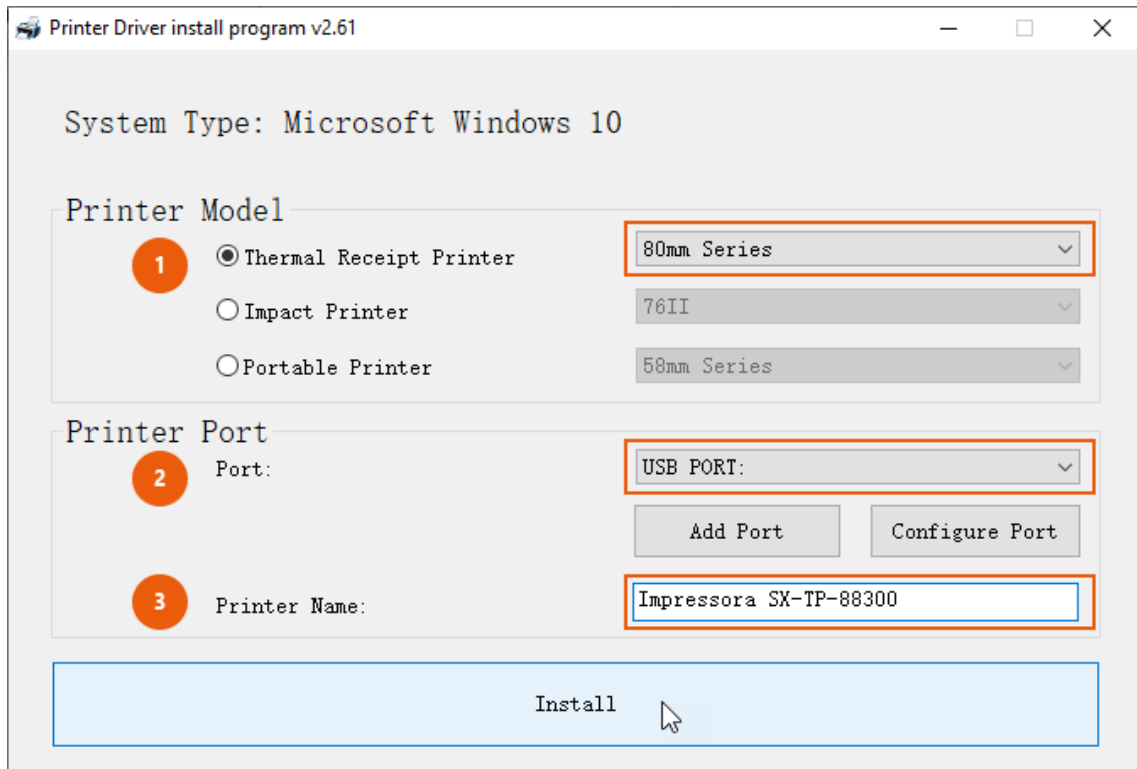 Printer Driver install program v2.61
System Type: Microsoft Windows 10
Printer Model
1
Thermal Receipt Printer
80mm Series
Impact Printer
76II
Portable Printer
58mm Series
Printer Port
2
Port:
USB PORT:
Add Port
Configure Port
3
Printer Name:
Impressora SX-TP-88300
Install